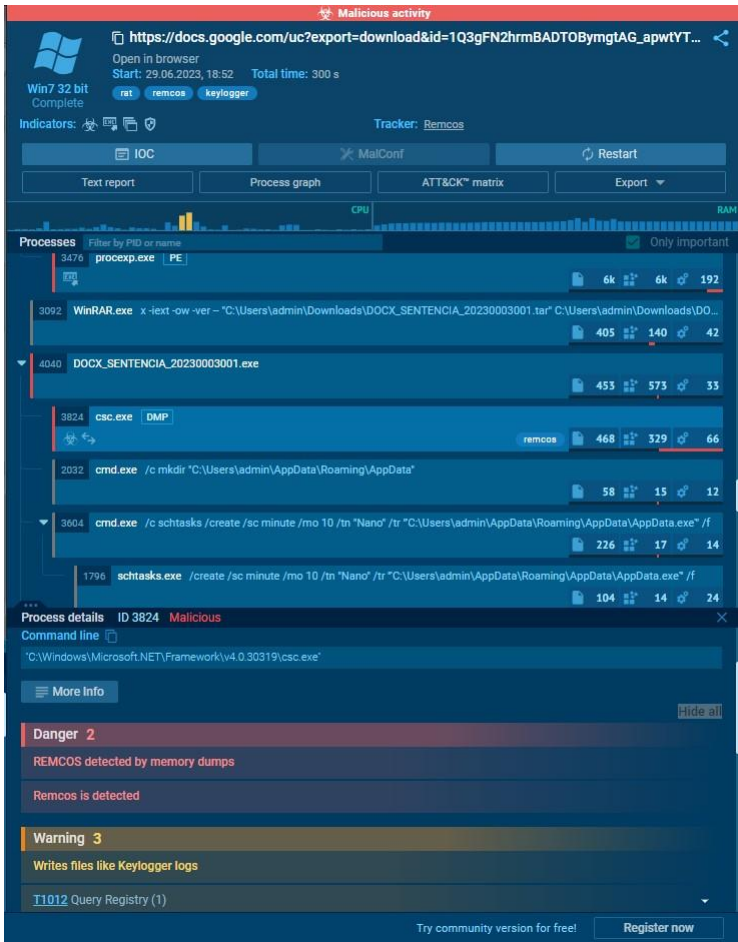 Malicious activity
https://docs.google.com/uc?export=download&id=1Q3gFN2hrmBADTOBymgtAG_apwtYT...
Open in browser
Start: 29.06.2023, 18:52 Total time: 300 s
Win7 32 bit
Complete
rat remcos keylogger
Indicators: Tracker: Remcos
IOC MalConf Restart
Text report Process graph ATT&CK™ matrix Export
CPU RAM
Processes Filter by PID or name Only important
3476 procexp.exe PE
EXE
6k 6k 192
3092 WinRAR.exe x -iext -ow -ver -- "C:\Users\admin\Downloads\DOCX_SENTENCIA_20230003001.tar" C:\Users\admin\Downloads\DO...
405 140 42
4040 DOCX_SENTENCIA_20230003001.exe
453 573 33
3824 csc.exe DMP
remcos 468 329 66
2032 cmd.exe /c mkdir "C:\Users\admin\AppData\Roaming\AppData"
58 15 12
3604 cmd.exe /c schtasks /create /sc minute /mo 10 /tn "Nano" /tr "C:\Users\admin\AppData\Roaming\AppData\AppData.exe'" /f
226 17 14
1796 schtasks.exe /create /sc minute /mo 10 /tn "Nano" /tr "'C:\Users\admin\AppData\Roaming\AppData\AppData.exe'" /f
104 14 24
Process details ID 3824 Malicious
Command line
"C:\Windows\Microsoft.NET\Framework\v4.0.30319\csc.exe"
More Info
Hide all
Danger 2
REMCOS detected by memory dumps
Remcos is detected
Warning 3
Writes files like Keylogger logs
T1012 Query Registry (1)
Try community version for free! Register now